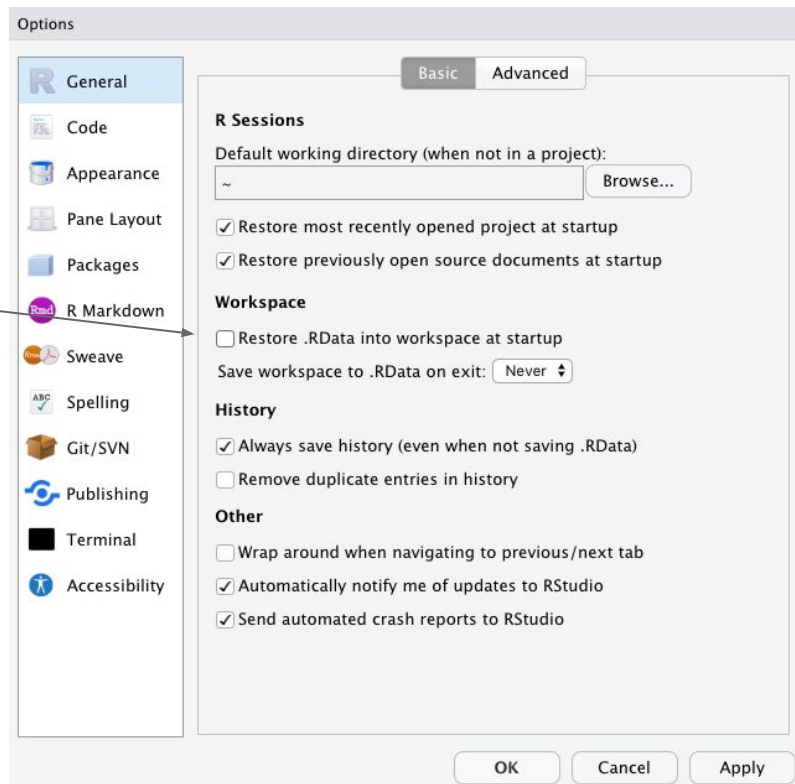 Options
General
Code
Appearance
Pane Layout
Packages
Rmd R Markdown
Sweave
ABC Spelling
Git/SVN
Publishing
Terminal
Accessibility
Basic Advanced
R Sessions
Default working directory (when not in a project):
~ Browse...
Restore most recently opened project at startup
Restore previously open source documents at startup
Workspace
Restore .RData into workspace at startup
Save workspace to .RData on exit: Never
History
Always save history (even when not saving .RData)
Remove duplicate entries in history
Other
Wrap around when navigating to previous/next tab
Automatically notify me of updates to RStudio
Send automated crash reports to RStudio
OK Cancel Apply